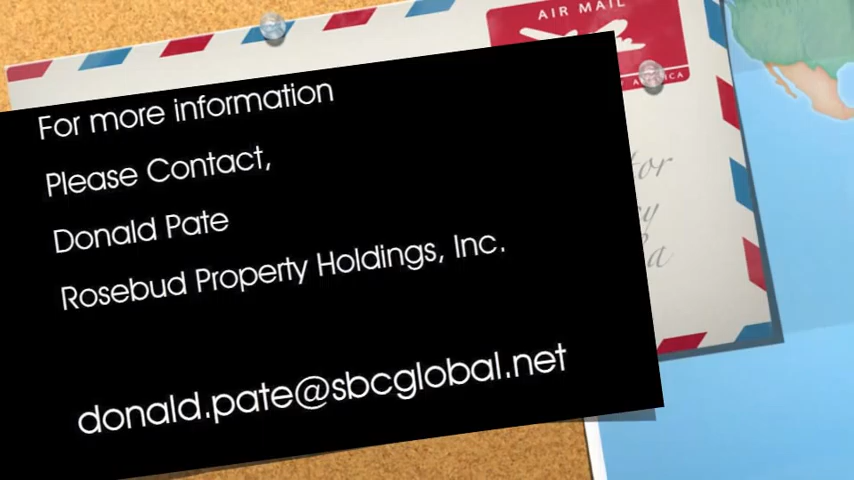 AIR MAIL
For more information
Please Contact,
Donald Pate
Rosebud Property Holdings, Inc.
donald.pate@sbcglobal.net